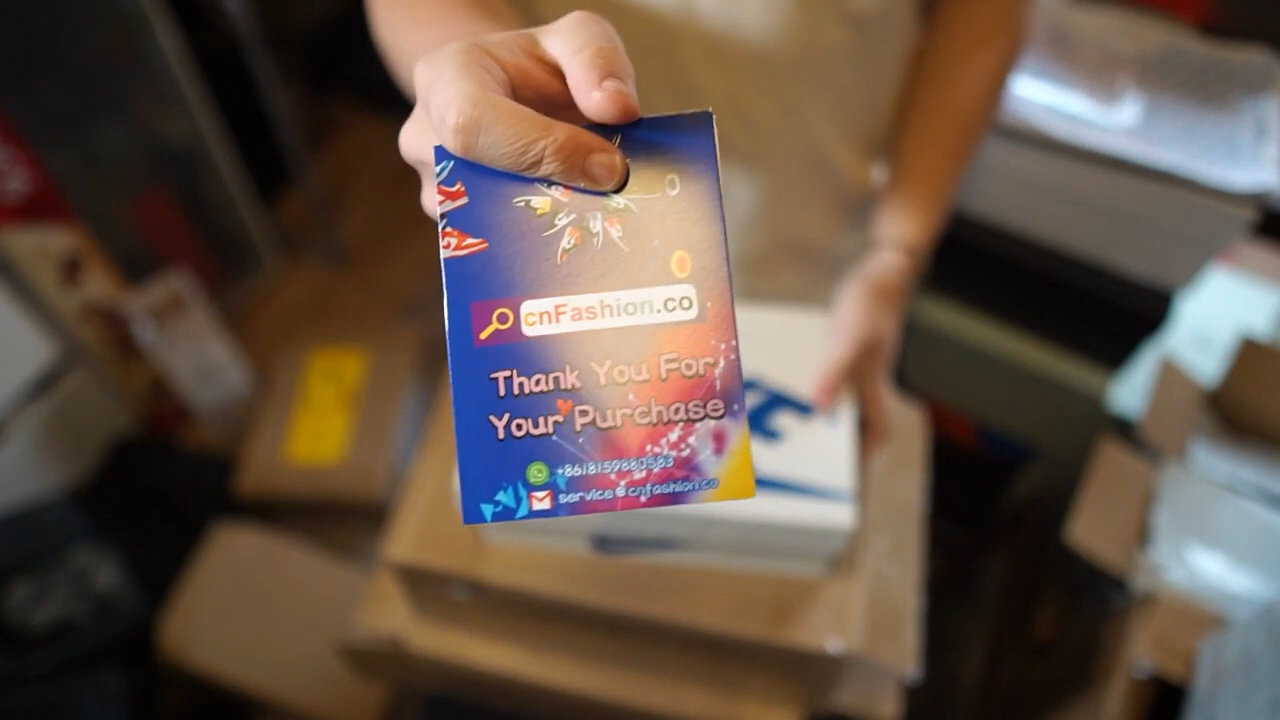 cnFashion.co
Thank You For
Your Purchase
+8618159880583
service@cnfashion.co